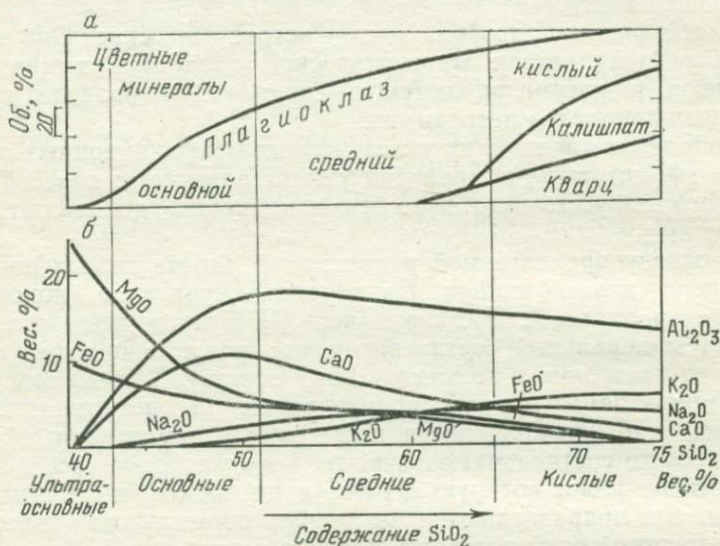 а
Цветные
минералы
кислый
Об., %
20
Плагиоклаз
Калишпат
средний
основной
Кварц
б
20
MgO
Вес. %
Al₂O₃
FeO
CaO
10
FeO
K₂O
Na₂O
Na₂O
K₂O
MgO
CaO
0
SiO₂
40
50
60
70
75
Вес, %
Ультра-
основные
Основные
Средние
Кислые
Содержание SiO₂